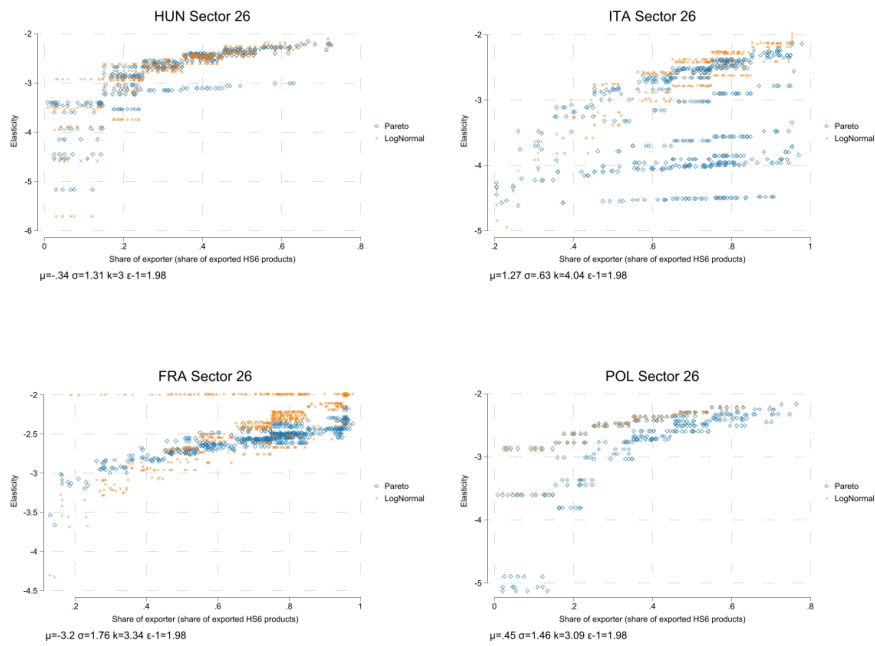 HUN Sector 26
-2
-3
-4
-5
-6
Elasticity
0
.2
.4
.6
.8
Share of exporter (share of exported HS6 products)
Pareto
LogNormal
μ=-.34 σ=1.31 k=3 ε-1=1.98
ITA Sector 26
-2
-3
-4
-5
Elasticity
.2
.4
.6
.8
1
Share of exporter (share of exported HS6 products)
Pareto
LogNormal
μ=1.27 σ=.63 k=4.04 ε-1=1.98
FRA Sector 26
-2
-2.5
-3
-3.5
-4
-4.5
Elasticity
.2
.4
.6
.8
1
Share of exporter (share of exported HS6 products)
Pareto
LogNormal
μ=-3.2 σ=1.76 k=3.34 ε-1=1.98
POL Sector 26
-2
-3
-4
-5
Elasticity
0
.2
.4
.6
.8
Share of exporter (share of exported HS6 products)
Pareto
LogNormal
μ=.45 σ=1.46 k=3.09 ε-1=1.98